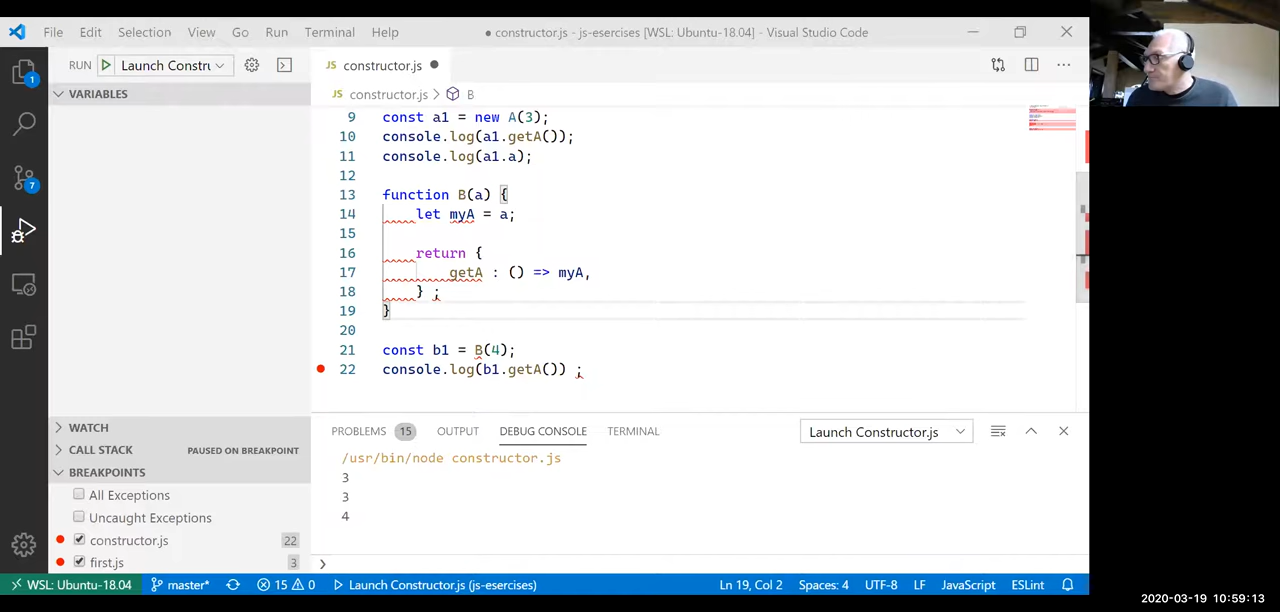 File Edit Selection View Go Run Terminal Help
● constructor.js - js-esercises [WSL: Ubuntu-18.04] - Visual Studio Code
RUN Launch Constru
JS constructor.js
VARIABLES
JS constructor.js > B
1
7
9 const a1 = new A(3);
10 console.log(a1.getA());
11 console.log(a1.a);
12
13 function B(a) {
14 let myA = a;
15
16 return {
17 getA : () => myA,
18 } ;
19 }
20
21 const b1 = B(4);
22 console.log(b1.getA()) ;
WATCH
CALL STACK PAUSED ON BREAKPOINT
BREAKPOINTS
All Exceptions
Uncaught Exceptions
constructor.js 22
first.js 3
PROBLEMS 15 OUTPUT DEBUG CONSOLE TERMINAL Launch Constructor.js
/usr/bin/node constructor.js
3
3
4
WSL: Ubuntu-18.04 master* 15 0 Launch Constructor.js (js-esercises) Ln 19, Col 2 Spaces: 4 UTF-8 LF JavaScript ESLint
2020-03-19 10:59:13